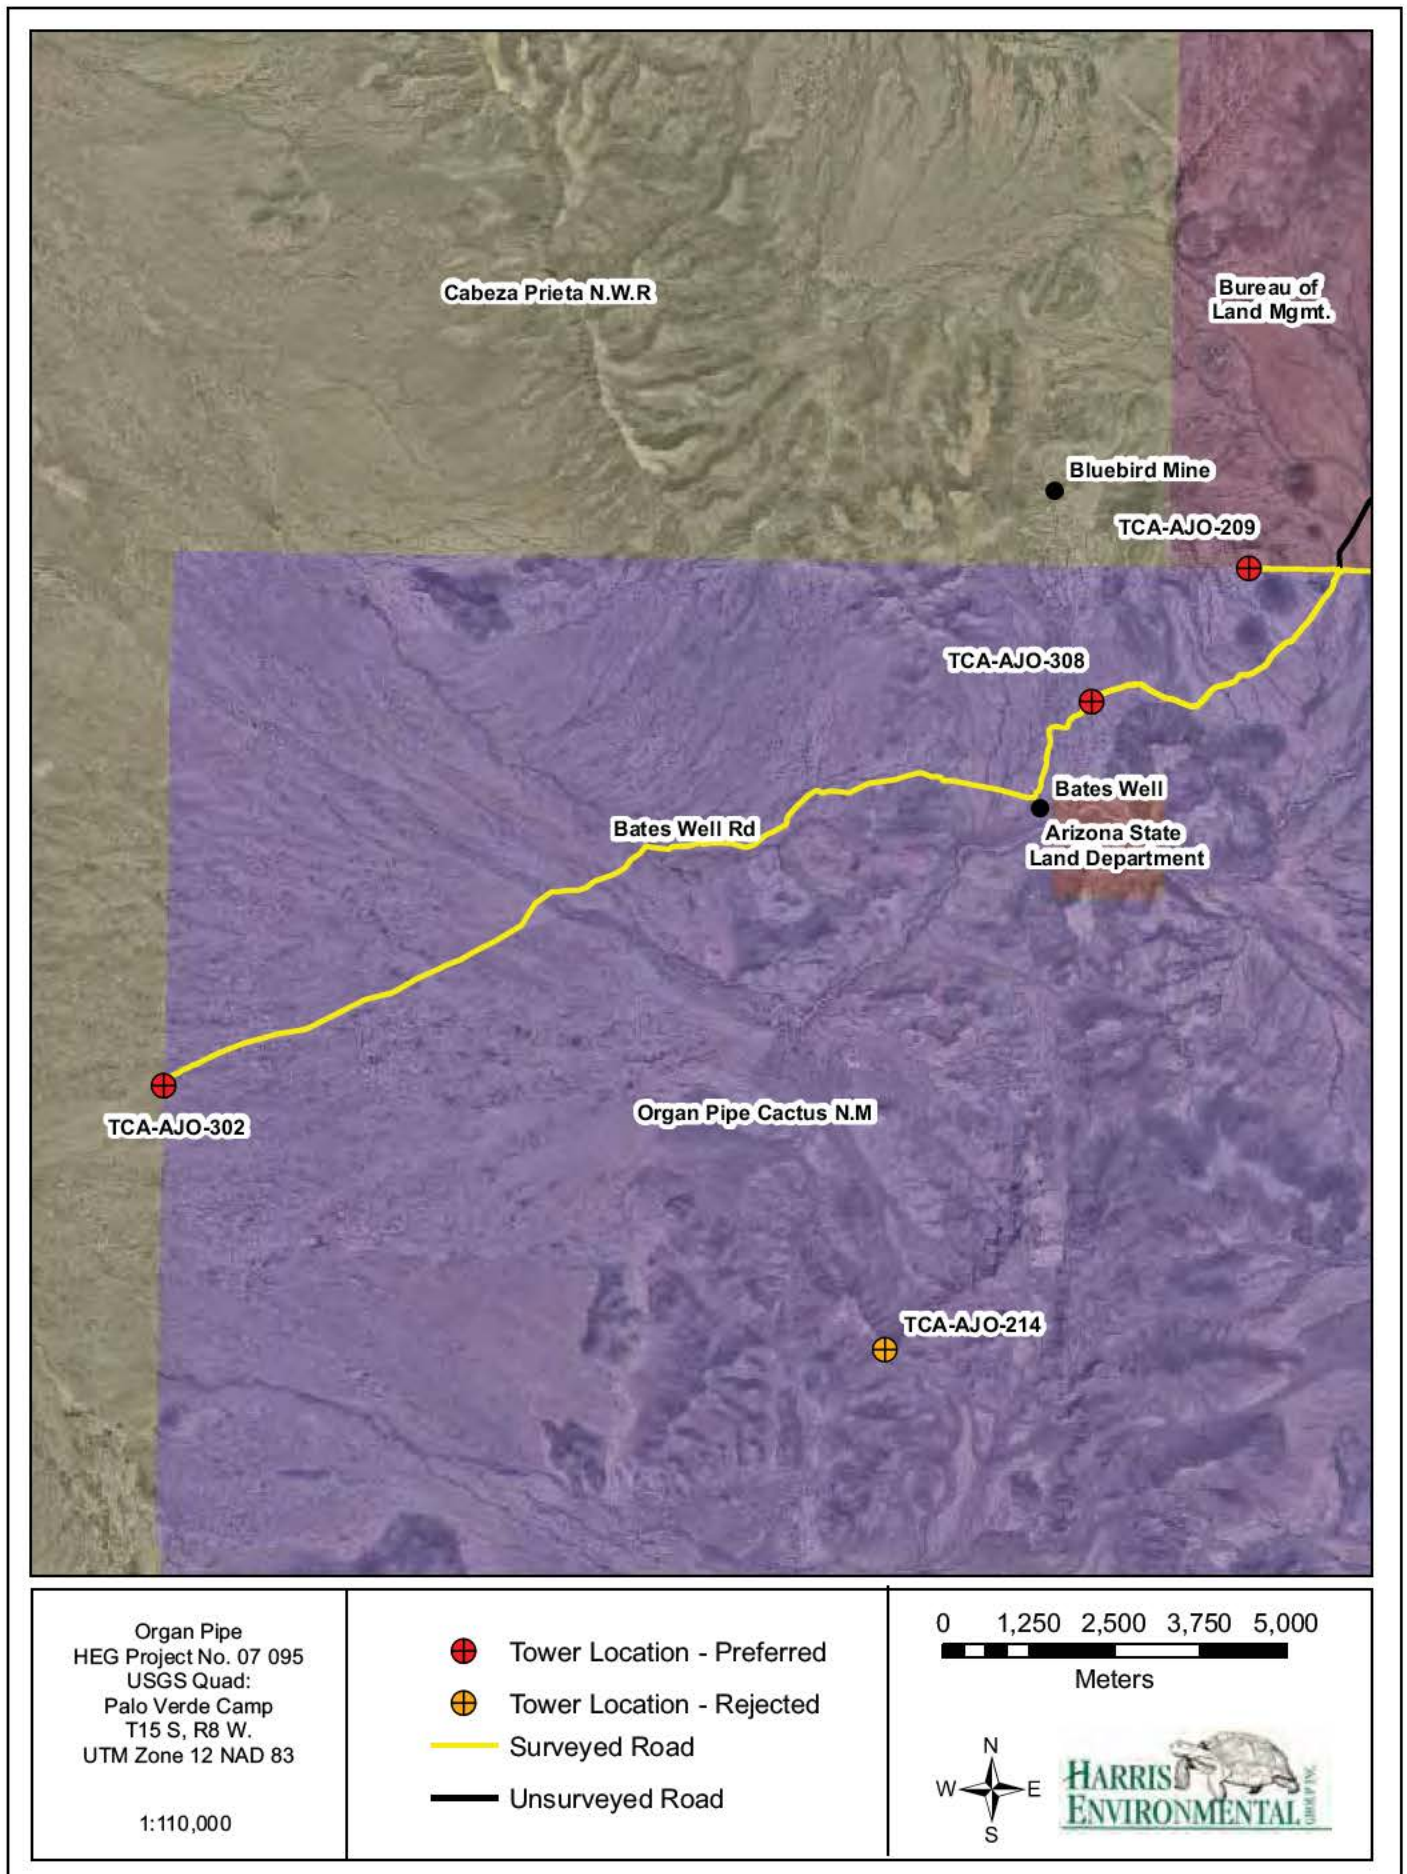 Cabeza Prieta N.W.R
Bureau of
Land Mgmt.
Bluebird Mine
TCA-AJO-209
TCA-AJO-308
Bates Well
Bates Well Rd
Arizona State
Land Department
TCA-AJO-302
Organ Pipe Cactus N.M
TCA-AJO-214
Organ Pipe
HEG Project No. 07 095
USGS Quad:
Palo Verde Camp
T15 S, R8 W.
UTM Zone 12 NAD 83
1:110,000
Tower Location - Preferred
Tower Location - Rejected
Surveyed Road
Unsurveyed Road
0 1,250 2,500 3,750 5,000
Meters
N
W E
S
HARRIS
ENVIRONMENTAL
GROUP INC.